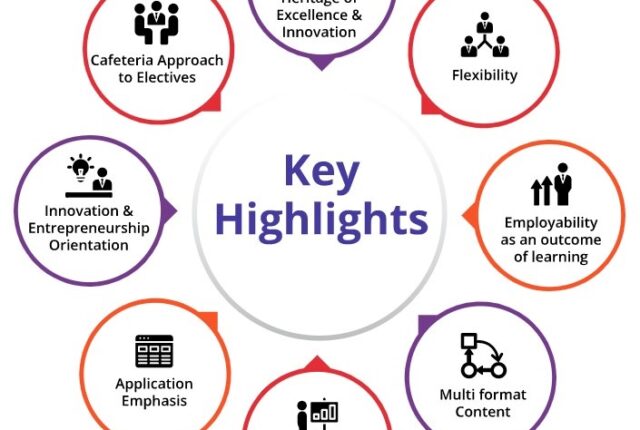 Heritage of
Excellence &
Innovation
Cafeteria Approach
to Electives
Flexibility
Key
Highlights
Innovation &
Entrepreneurship
Orientation
Employability
as an outcome
of learning
Application
Emphasis
Multi format
Content